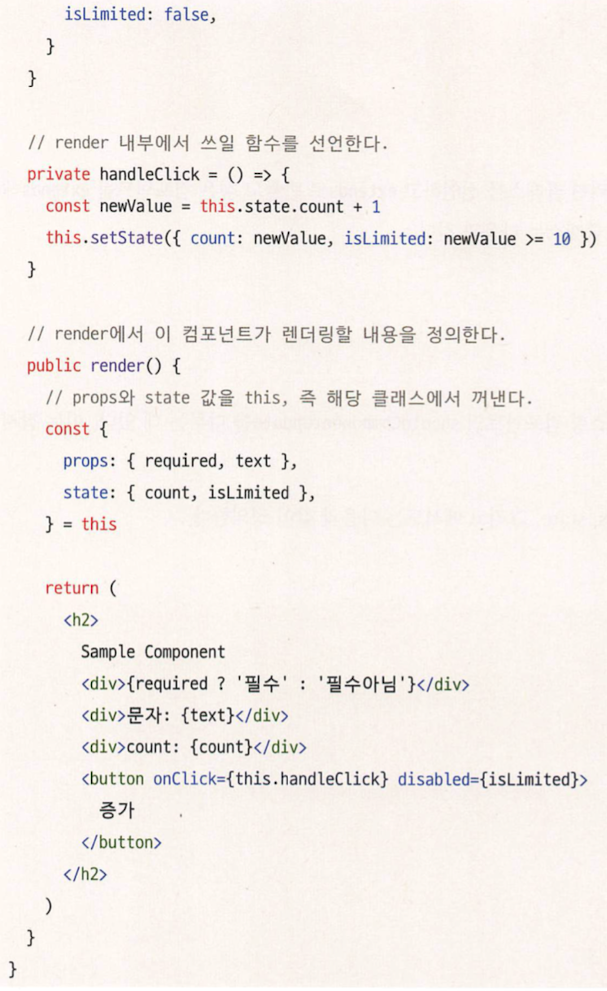 isLimited: false,
    }
  }

  // render 내부에서 쓰일 함수를 선언한다.
  private handleClick = () => {
    const newValue = this.state.count + 1
    this.setState({ count: newValue, isLimited: newValue >= 10 })
  }

  // render에서 이 컴포넌트가 렌더링할 내용을 정의한다.
  public render() {
    // props와 state 값을 this, 즉 해당 클래스에서 꺼낸다.
    const {
      props: { required, text },
      state: { count, isLimited },
    } = this

    return (
      <h2>
        Sample Component
        <div>{required ? '필수' : '필수아님'}</div>
        <div>문자: {text}</div>
        <div>count: {count}</div>
        <button onClick={this.handleClick} disabled={isLimited}>
          증가
        </button>
      </h2>
    )
  }
}